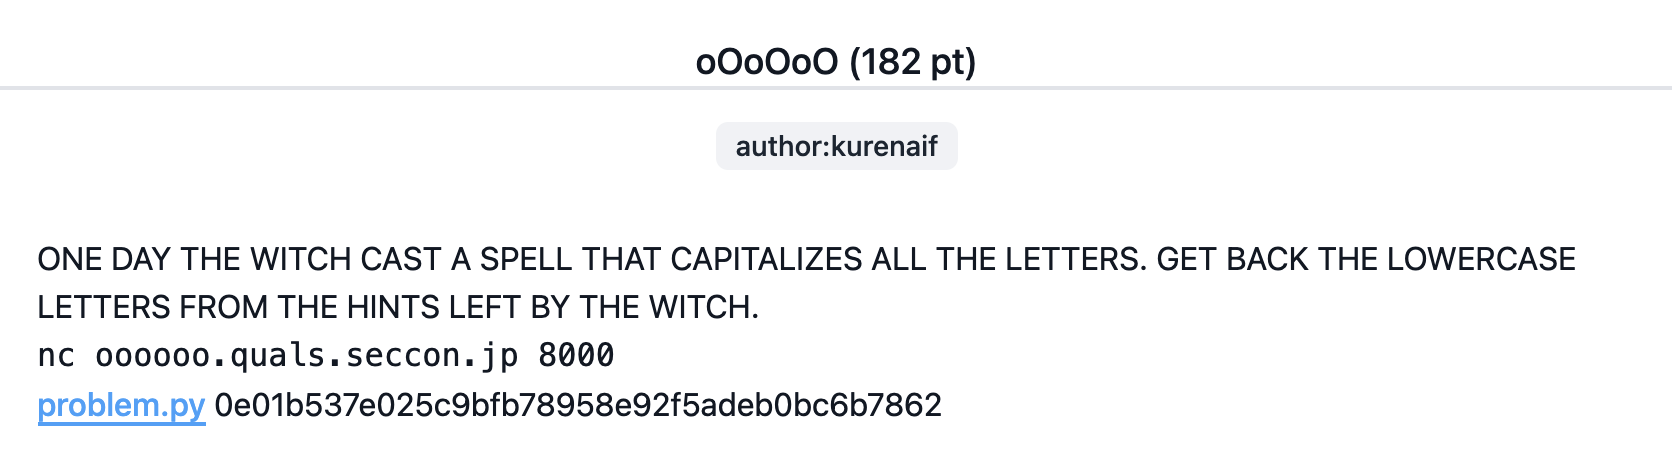 oOoOoO (182 pt)
author:kurenaif
ONE DAY THE WITCH CAST A SPELL THAT CAPITALIZES ALL THE LETTERS. GET BACK THE LOWERCASE
LETTERS FROM THE HINTS LEFT BY THE WITCH.
nc oooooo.quals.seccon.jp 8000
problem.py 0e01b537e025c9bfb78958e92f5adeb0bc6b7862